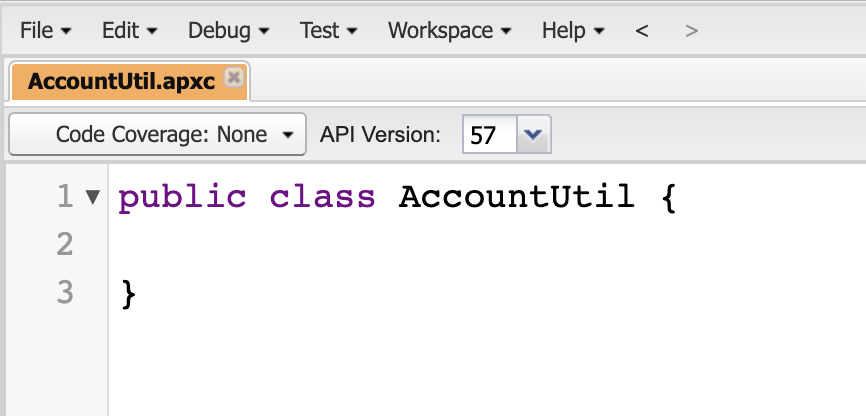 File Edit Debug Test Workspace Help < >
AccountUtil.apxc
Code Coverage: None API Version: 57
1 public class AccountUtil {
2
3 }